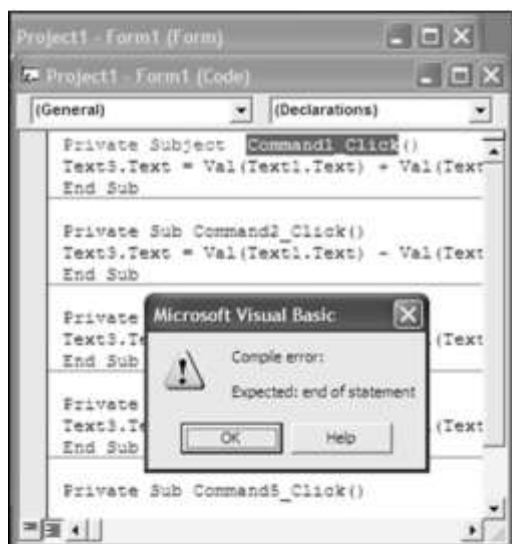 Project1 - Form1 (Form)
Project1 - Form1 (Code)
(General) (Declarations)
Private Subject Command1_Click()
Text3.Text = Val(Text1.Text) + Val(Text
End Sub
Private Sub Command2_Click()
Text3.Text = Val(Text1.Text) - Val(Text
End Sub
Private
Text3.Te (Text
End Sub
Private
Text3.Te (Text
End Sub
Private Sub Command5_Click()
Microsoft Visual Basic
Compile error:
Expected: end of statement
OK Help